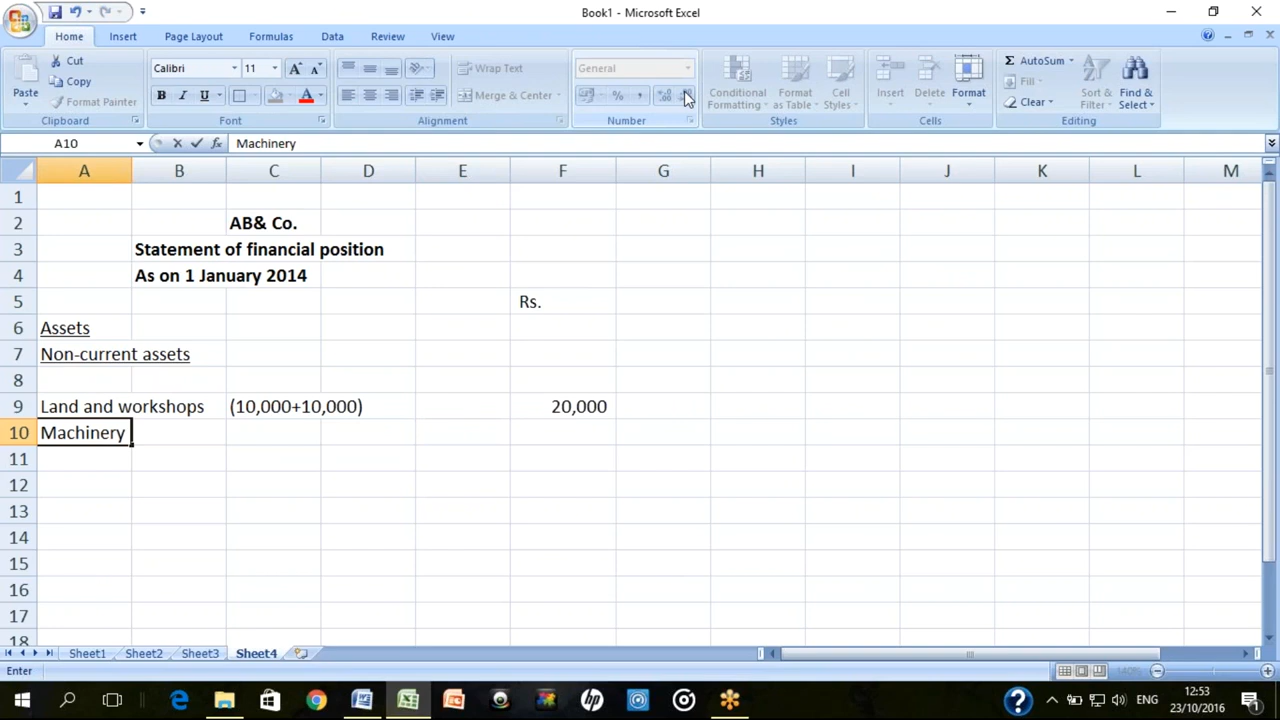 Book1 - Microsoft Excel
Home Insert Page Layout Formulas Data Review View
Paste Cut Copy Format Painter Clipboard
Calibri 11 A A B I U A Font
Wrap Text Merge & Center Alignment
General % , Number
Conditional Formatting Format as Table Cell Styles Styles
Insert Delete Format Cells
Σ AutoSum Fill Clear Sort & Filter Find & Select Editing
A10 fx Machinery
A B C D E F G H I J K L M
1
2 AB& Co.
3 Statement of financial position
4 As on 1 January 2014
5 Rs.
6 Assets
7 Non-current assets
8
9 Land and workshops (10,000+10,000) 20,000
10 Machinery
11
12
13
14
15
16
17
18
Sheet1 Sheet2 Sheet3 Sheet4
Enter
ENG 12:53
23/10/2016